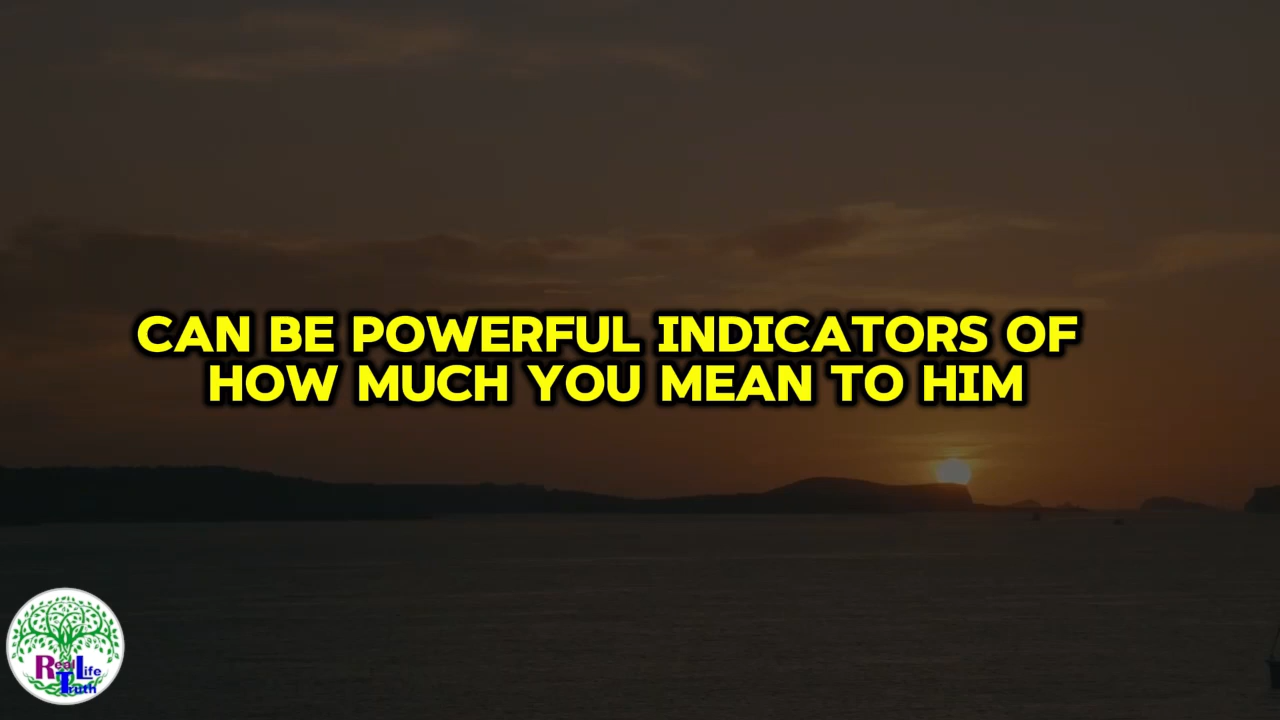 CAN BE POWERFUL INDICATORS OF
HOW MUCH YOU MEAN TO HIM
Real Life
Truth